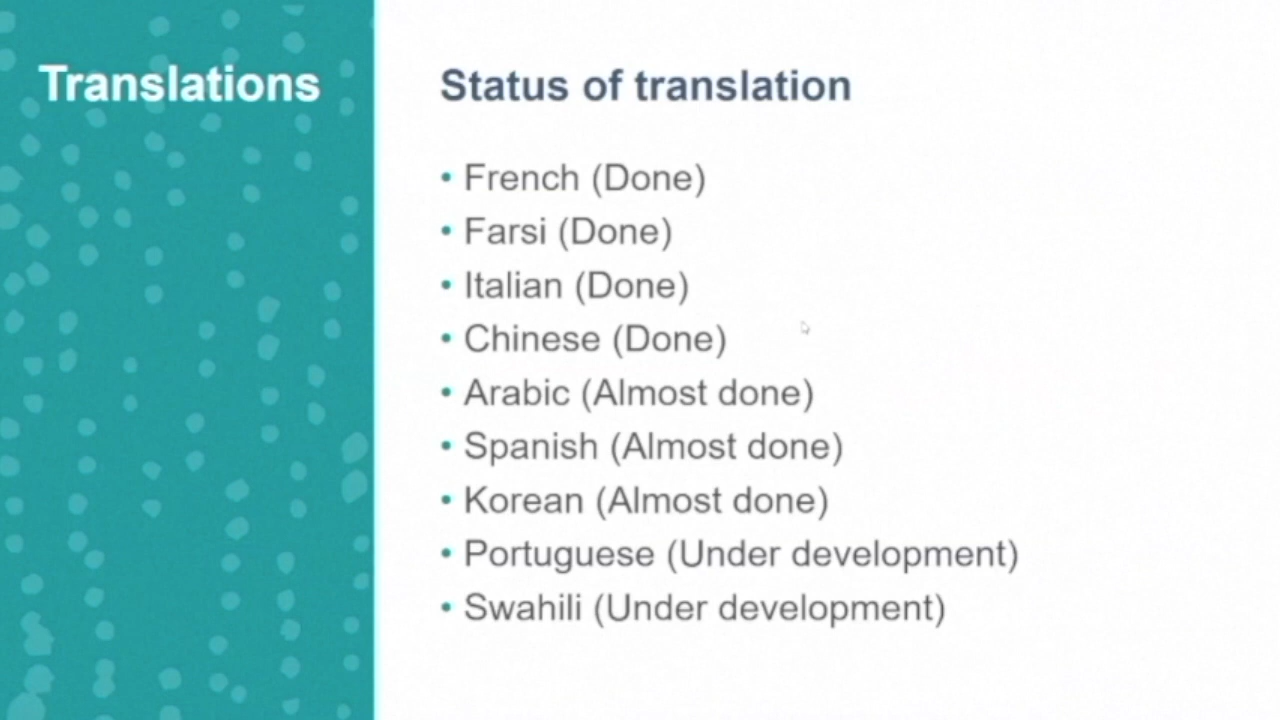 Translations
Status of translation
• French (Done)
• Farsi (Done)
• Italian (Done)
• Chinese (Done)
• Arabic (Almost done)
• Spanish (Almost done)
• Korean (Almost done)
• Portuguese (Under development)
• Swahili (Under development)